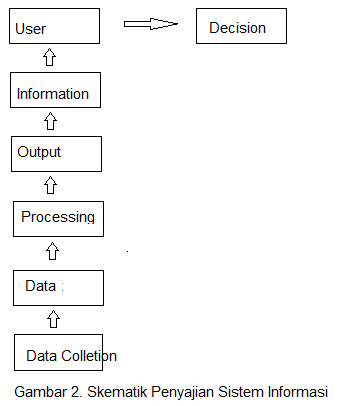 User
Decision
Information
Output
Processing
Data
Data Colletion
Gambar 2. Skematik Penyajian Sistem Informasi